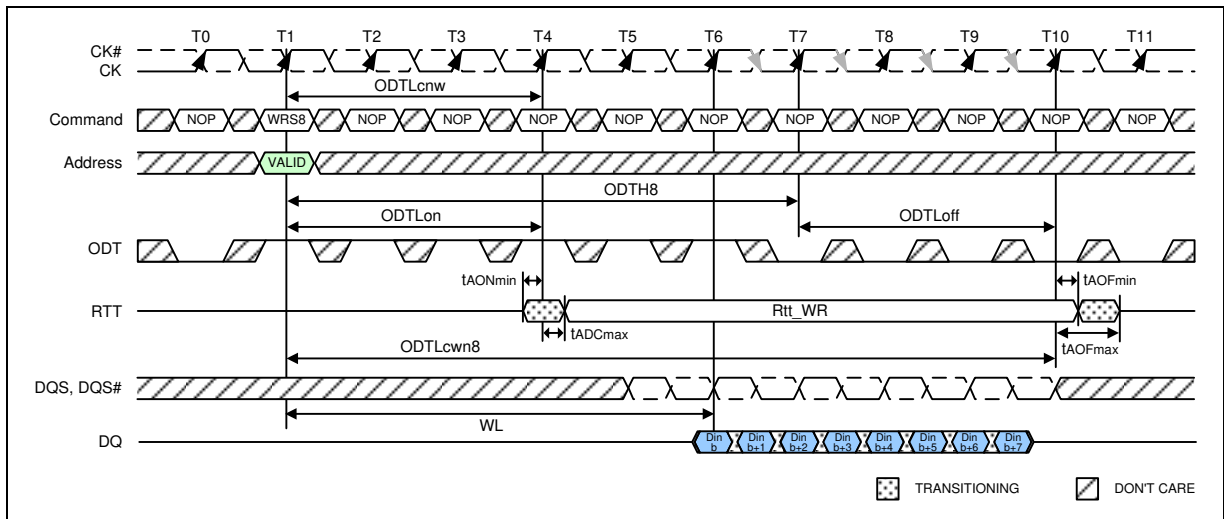 T0 T1 T2 T3 T4 T5 T6 T7 T8 T9 T10 T11
CK#
CK
ODTLcnw
Command NOP WRS8 NOP NOP NOP NOP NOP NOP NOP NOP NOP NOP
Address VALID
ODTH8
ODTLon ODTLoff
ODT
tAONmin tAOFmin
RTT Rtt_WR
tADCmax tAOFmax
ODTLcwn8
DQS, DQS#
WL
DQ Din b Din b+1 Din b+2 Din b+3 Din b+4 Din b+5 Din b+6 Din b+7
TRANSITIONING DON'T CARE